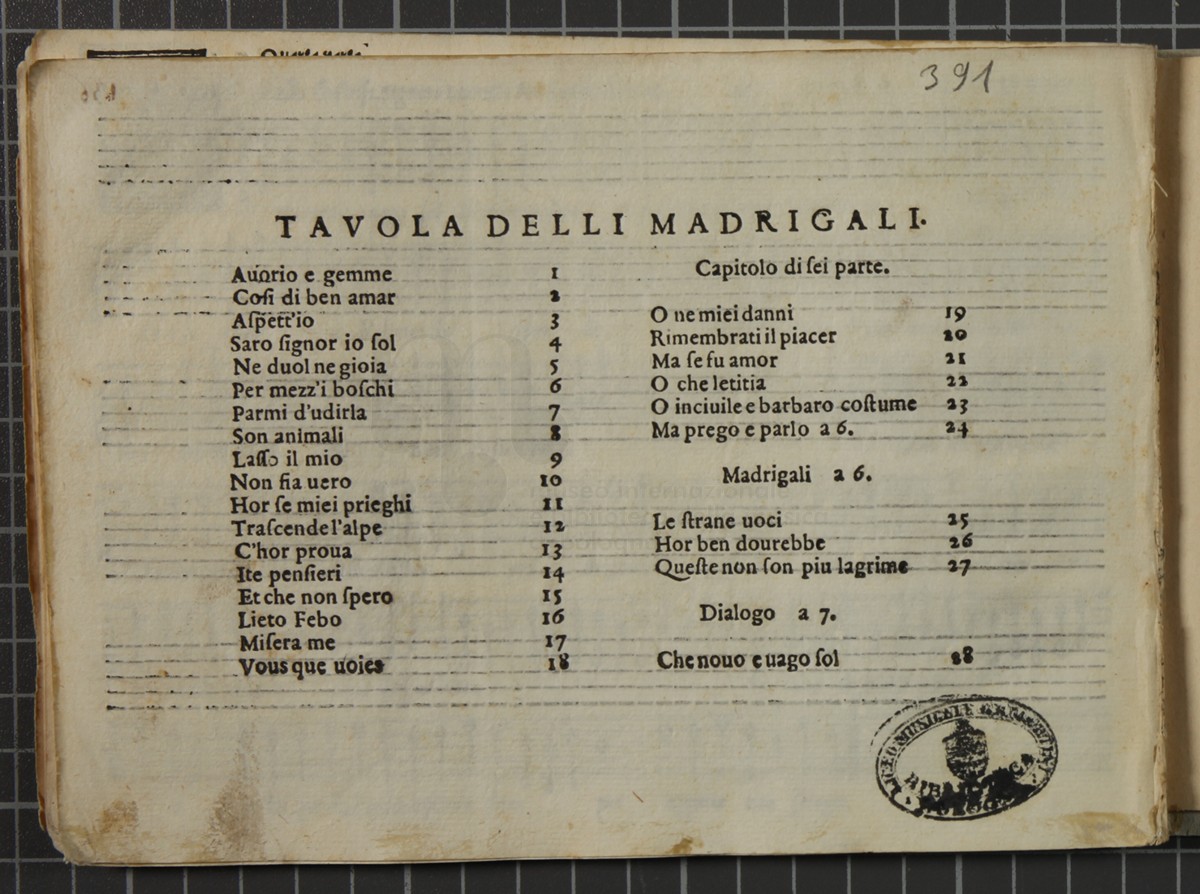 391
TAVOLA DELLI MADRIGALI.
Auorio e gemme 1
Coſi di ben amar 2
Aſpett'io 3
Saro ſignor io ſol 4
Ne duol ne gioia 5
Per mezz'i boſchi 6
Parmi d'udirla 7
Son animali 8
Laſſo il mio 9
Non fia uero 10
Hor ſe miei prieghi 11
Traſcende l'alpe 12
C'hor proua 13
Ite penſieri 14
Et che non ſpero 15
Lieto Febo 16
Miſera me 17
Vous que uoies 18
Capitolo di ſei parte.
O ne miei danni 19
Rimembrati il piacer 20
Ma ſe fu amor 21
O che letitia 22
O inciuile e barbaro coſtume 23
Ma prego e parlo a 6. 24
Madrigali a 6.
Le ſtrane uoci 25
Hor ben dourebbe 26
Queſte non ſon piu lagrime 27
Dialogo a 7.
Che nouo e uago ſol 28
LICEO MUSICALE
BIBLIOTECA